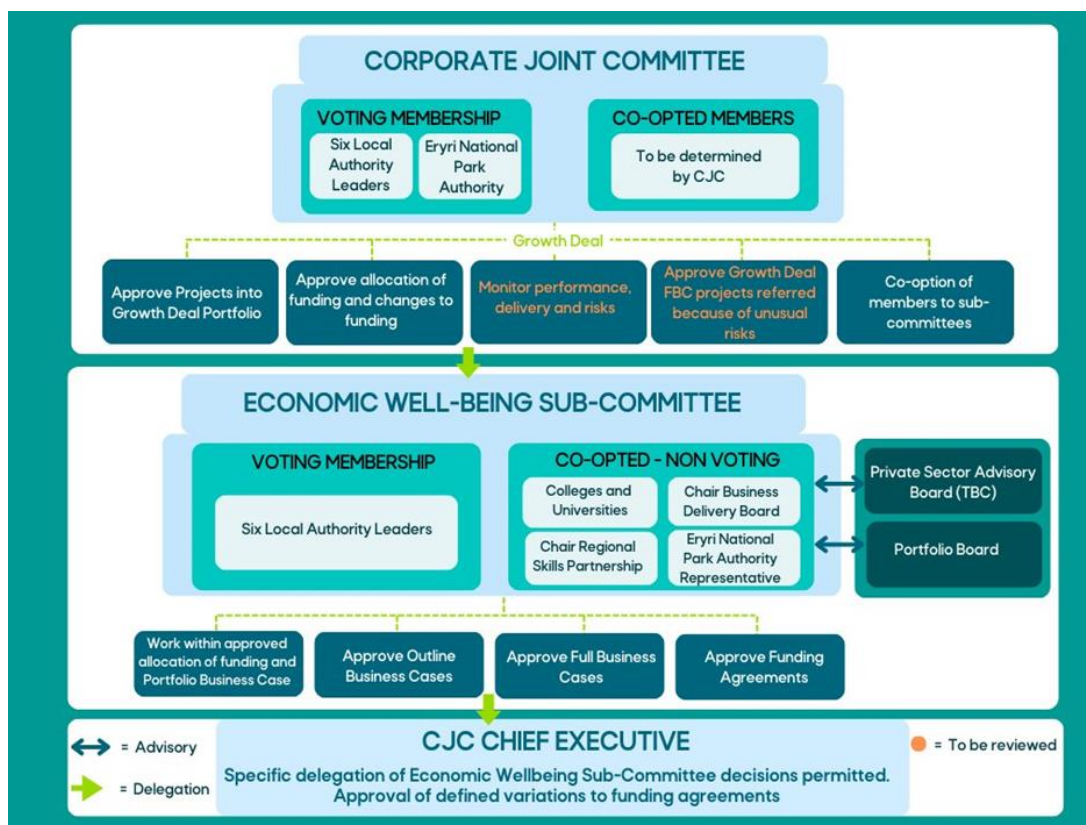 CORPORATE JOINT COMMITTEE
VOTING MEMBERSHIP
Six Local
Authority
Leaders
Eryri National
Park
Authority
CO-OPTED MEMBERS
To be determined
by CJC
Growth Deal
Approve Projects into
Growth Deal Portfolio
Approve allocation of
funding and changes to
funding
Monitor performance,
delivery and risks
Approve Growth Deal
FBC projects referred
because of unusual
risks
Co-option of
members to sub-
committees
ECONOMIC WELL-BEING SUB-COMMITTEE
VOTING MEMBERSHIP
Six Local Authority Leaders
CO-OPTED - NON VOTING
Colleges and
Universities
Chair Business
Delivery Board
Chair Regional
Skills Partnership
Eryri National
Park Authority
Representative
Private Sector Advisory
Board (TBC)
Portfolio Board
Work within approved
allocation of funding and
Portfolio Business Case
Approve Outline
Business Cases
Approve Full Business
Cases
Approve Funding
Agreements
= Advisory
= Delegation
CJC CHIEF EXECUTIVE
Specific delegation of Economic Wellbeing Sub-Committee decisions permitted.
Approval of defined variations to funding agreements
= To be reviewed